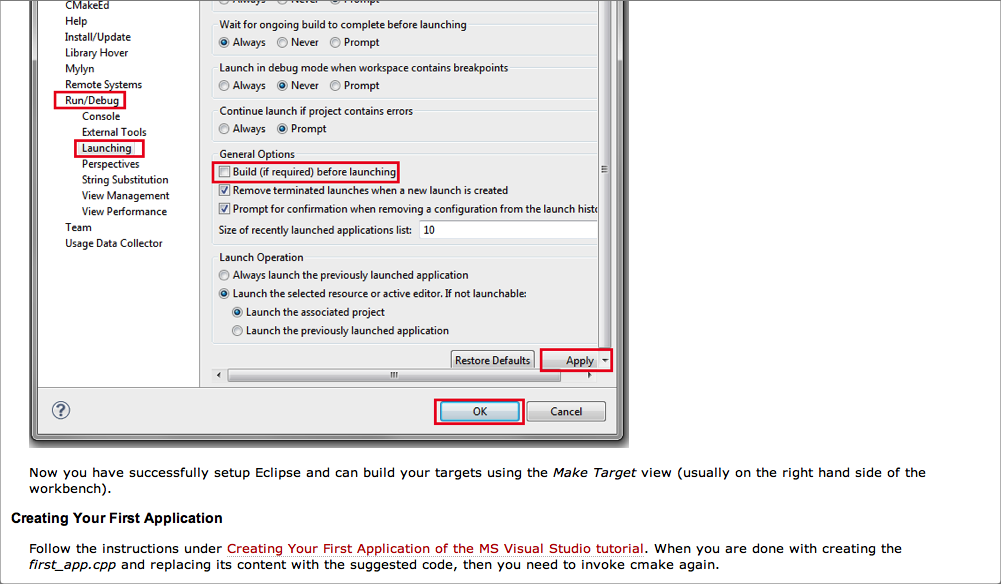 CMakeEd
Help
Install/Update
Library Hover
Mylyn
Remote Systems
Run/Debug
Console
External Tools
Launching
Perspectives
String Substitution
View Management
View Performance
Team
Usage Data Collector
Always Never Prompt
Wait for ongoing build to complete before launching
Always Never Prompt
Launch in debug mode when workspace contains breakpoints
Always Never Prompt
Continue launch if project contains errors
Always Prompt
General Options
Build (if required) before launching
Remove terminated launches when a new launch is created
Prompt for confirmation when removing a configuration from the launch histo
Size of recently launched applications list: 10
Launch Operation
Always launch the previously launched application
Launch the selected resource or active editor. If not launchable:
Launch the associated project
Launch the previously launched application
Restore Defaults Apply
? OK Cancel
Now you have successfully setup Eclipse and can build your targets using the Make Target view (usually on the right hand side of the
workbench).
Creating Your First Application
Follow the instructions under Creating Your First Application of the MS Visual Studio tutorial. When you are done with creating the
first_app.cpp and replacing its content with the suggested code, then you need to invoke cmake again.